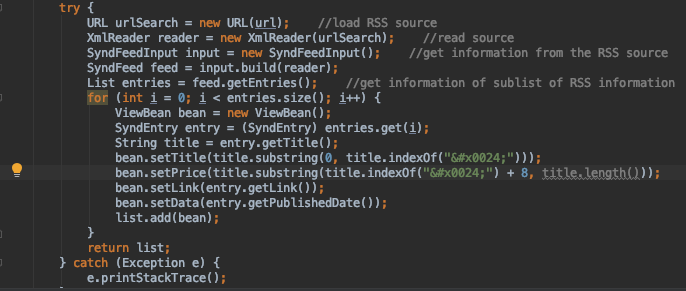 try {
URL urlSearch = new URL(url);    //load RSS source
XmlReader reader = new XmlReader(urlSearch);    //read source
SyndFeedInput input = new SyndFeedInput();    //get information from the RSS source
SyndFeed feed = input.build(reader);
List entries = feed.getEntries();    //get information of sublist of RSS information
for (int i = 0; i < entries.size(); i++) {
ViewBean bean = new ViewBean();
SyndEntry entry = (SyndEntry) entries.get(i);
String title = entry.getTitle();
bean.setTitle(title.substring(0, title.indexOf("&#x0024;")));
bean.setPrice(title.substring(title.indexOf("&#x0024;") + 8, title.length()));
bean.setLink(entry.getLink());
bean.setData(entry.getPublishedDate());
list.add(bean);
}
return list;
} catch (Exception e) {
e.printStackTrace();